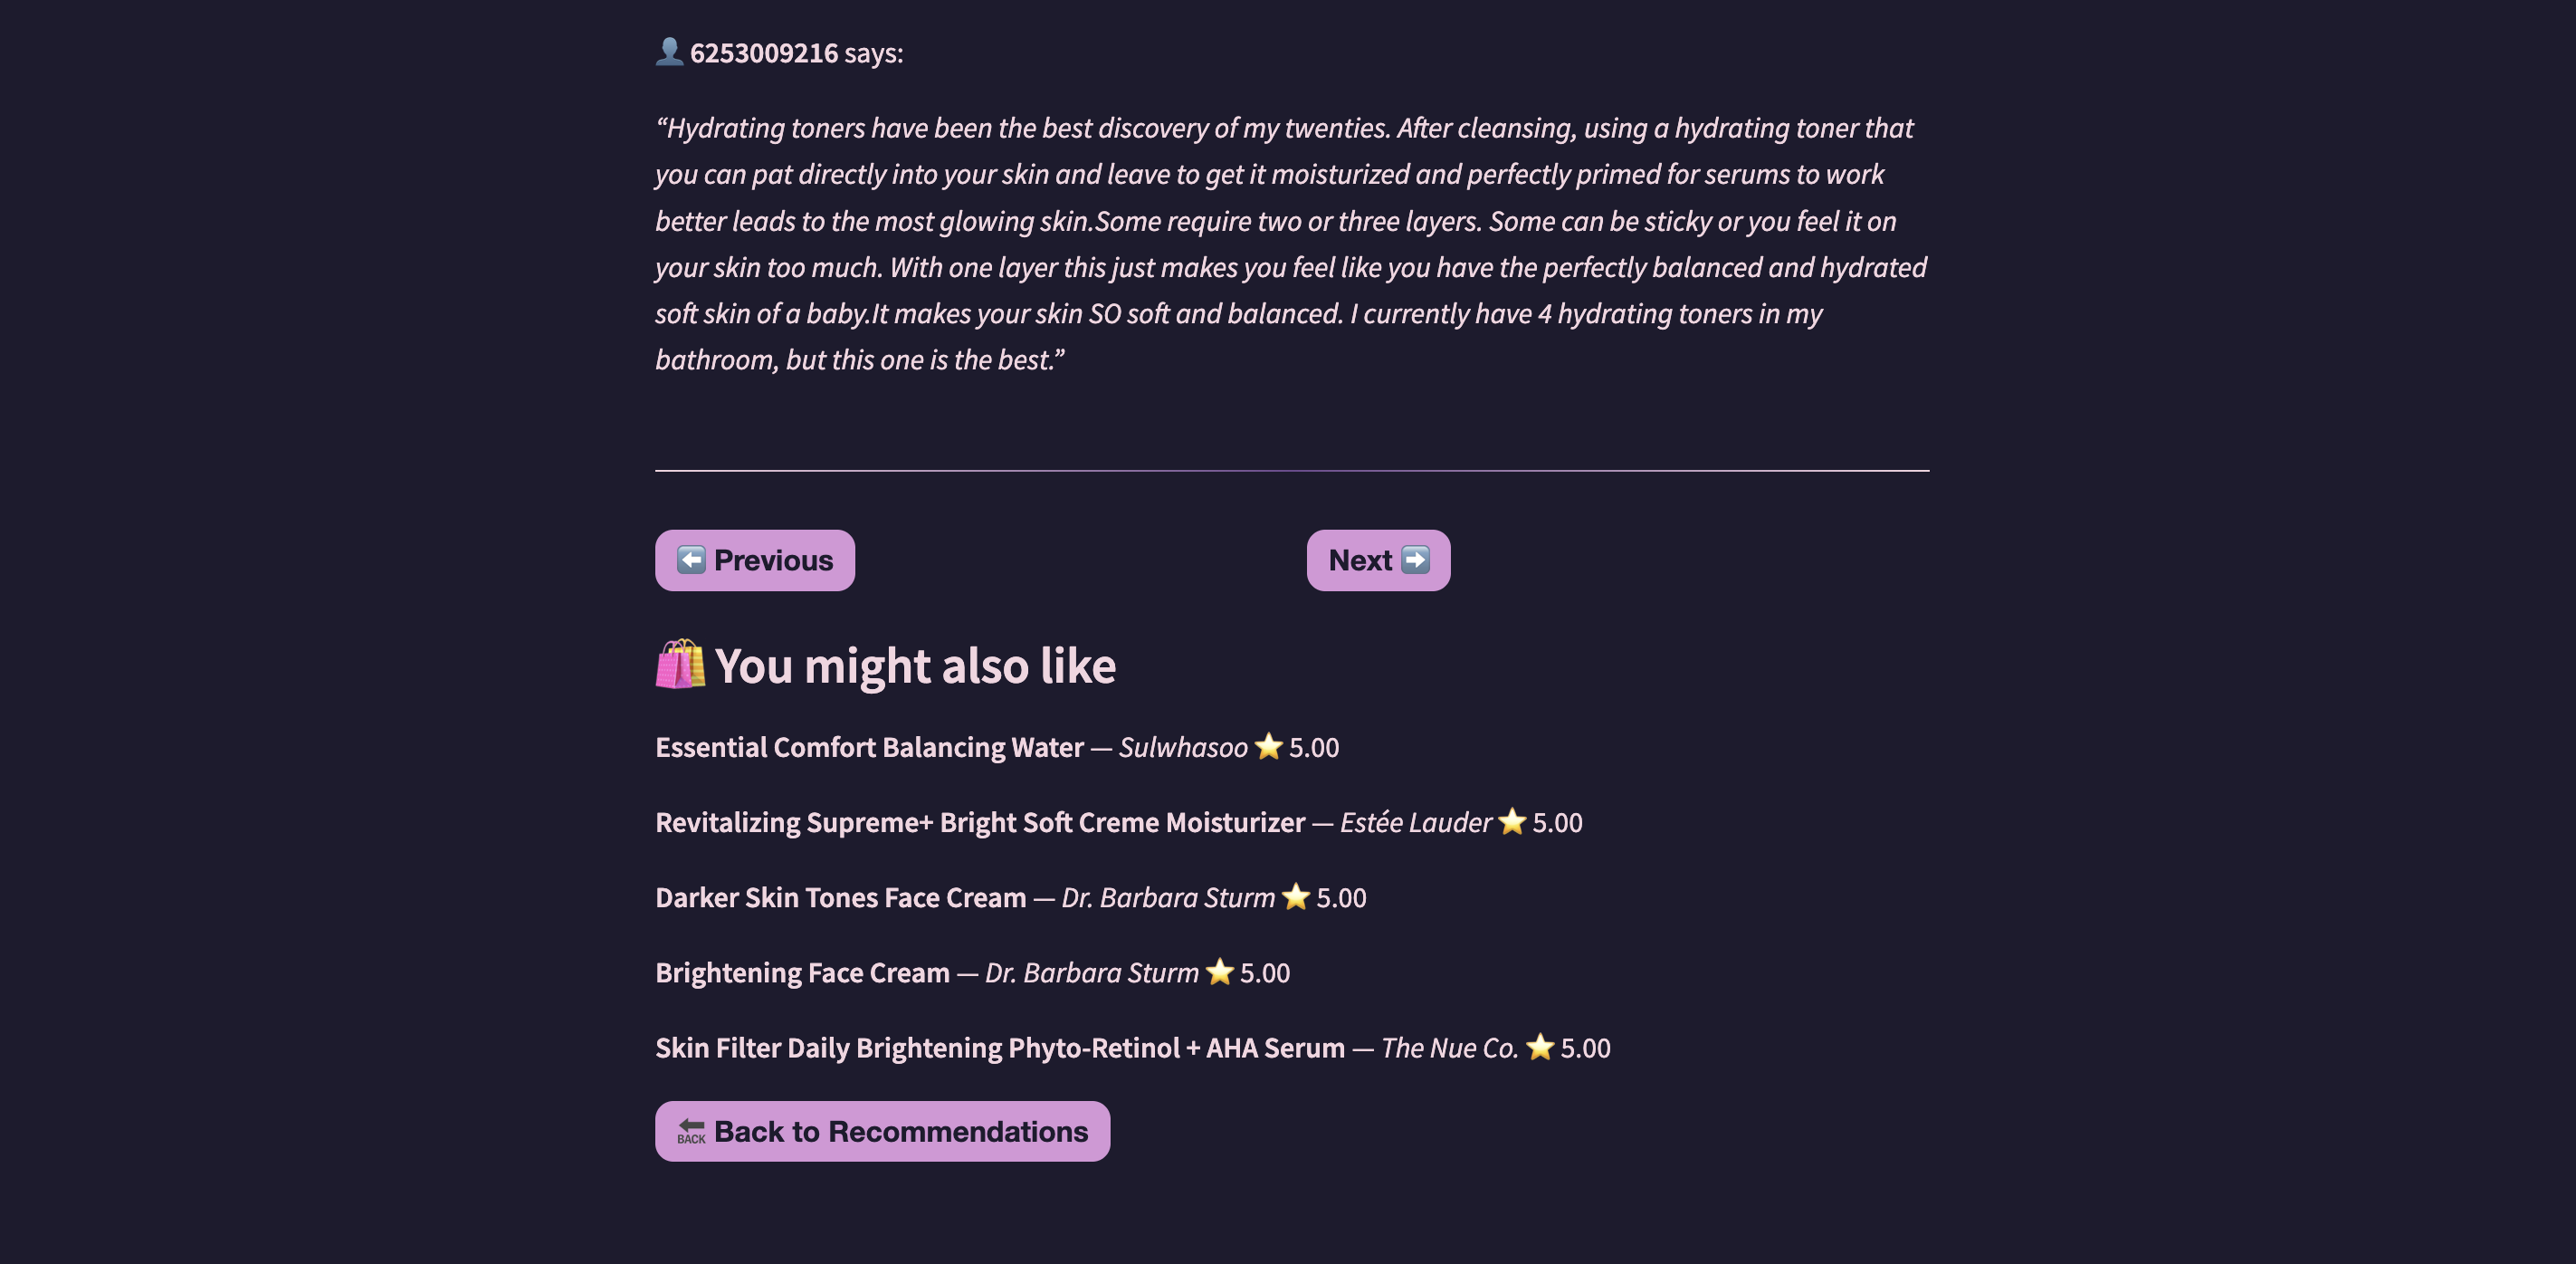 👤 6253009216 says:
“Hydrating toners have been the best discovery of my twenties. After cleansing, using a hydrating toner that
you can pat directly into your skin and leave to get it moisturized and perfectly primed for serums to work
better leads to the most glowing skin.Some require two or three layers. Some can be sticky or you feel it on
your skin too much. With one layer this just makes you feel like you have the perfectly balanced and hydrated
soft skin of a baby.It makes your skin SO soft and balanced. I currently have 4 hydrating toners in my
bathroom, but this one is the best.”
⬅️ Previous
Next ➡️
🛍️ You might also like
Essential Comfort Balancing Water — Sulwhasoo ⭐ 5.00
Revitalizing Supreme+ Bright Soft Creme Moisturizer — Estée Lauder ⭐ 5.00
Darker Skin Tones Face Cream — Dr. Barbara Sturm ⭐ 5.00
Brightening Face Cream — Dr. Barbara Sturm ⭐ 5.00
Skin Filter Daily Brightening Phyto-Retinol + AHA Serum — The Nue Co. ⭐ 5.00
🔙 Back to Recommendations